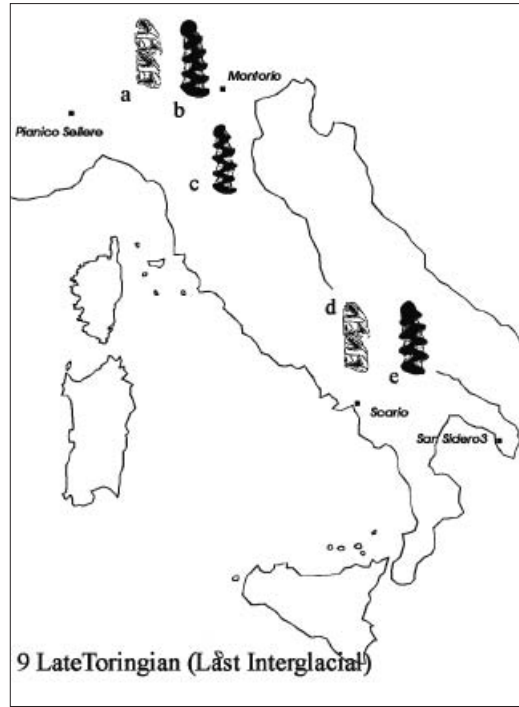 a
b
Montorio
Pianico Sellere
c
d
e
Scario
San Sidero3
9 LateToringian (Last Interglacial)